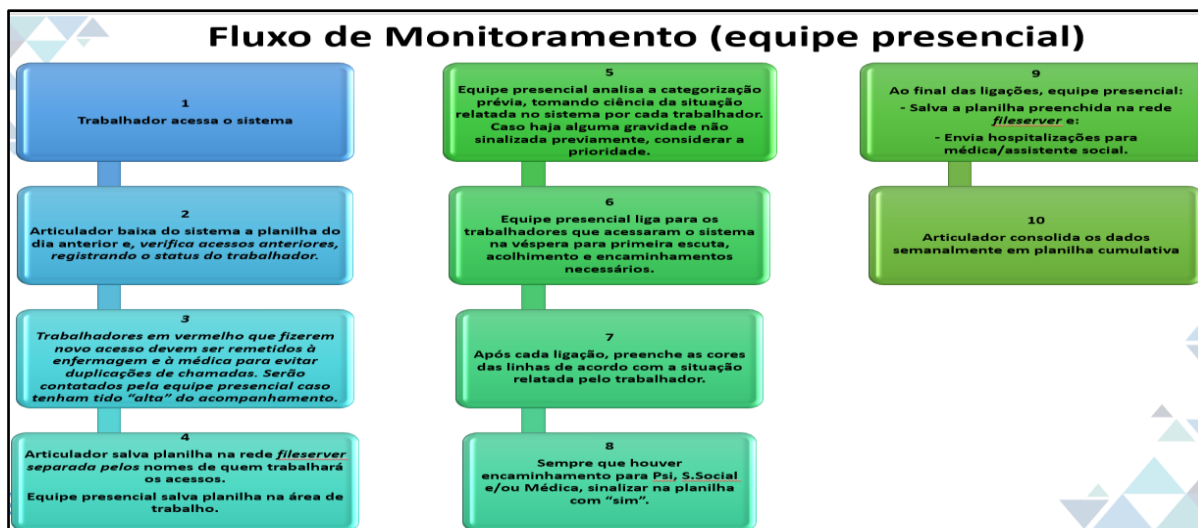 Fluxo de Monitoramento (equipe presencial)
1
Trabalhador acessa o sistema
2
Articulador baixa do sistema a planilha do
dia anterior e, verifica acessos anteriores,
registrando o status do trabalhador.
3
Trabalhadores em vermelho que fizerem
novo acesso devem ser remetidos à
enfermagem e à médica para evitar
duplicações de chamadas. Serão
contatados pela equipe presencial caso
tenham tido “alta” do acompanhamento.
4
Articulador salva planilha na rede fileserver
separada pelos nomes de quem trabalhará
os acessos.
Equipe presencial salva planilha na área de
trabalho.
5
Equipe presencial analisa a categorização
prévia, tomando ciência da situação
relatada no sistema por cada trabalhador.
Caso haja alguma gravidade não
sinalizada previamente, considerar a
prioridade.
6
Equipe presencial liga para os
trabalhadores que acessaram o sistema
na véspera para primeira escuta,
acolhimento e encaminhamentos
necessários.
7
Após cada ligação, preenche as cores
das linhas de acordo com a situação
relatada pelo trabalhador.
8
Sempre que houver
encaminhamento para Psi, S.Social
e/ou Médica, sinalizar na planilha
com “sim”.
9
Ao final das ligações, equipe presencial:
- Salva a planilha preenchida na rede
fileserver e:
- Envia hospitalizações para
médica/assistente social.
10
Articulador consolida os dados
semanalmente em planilha cumulativa